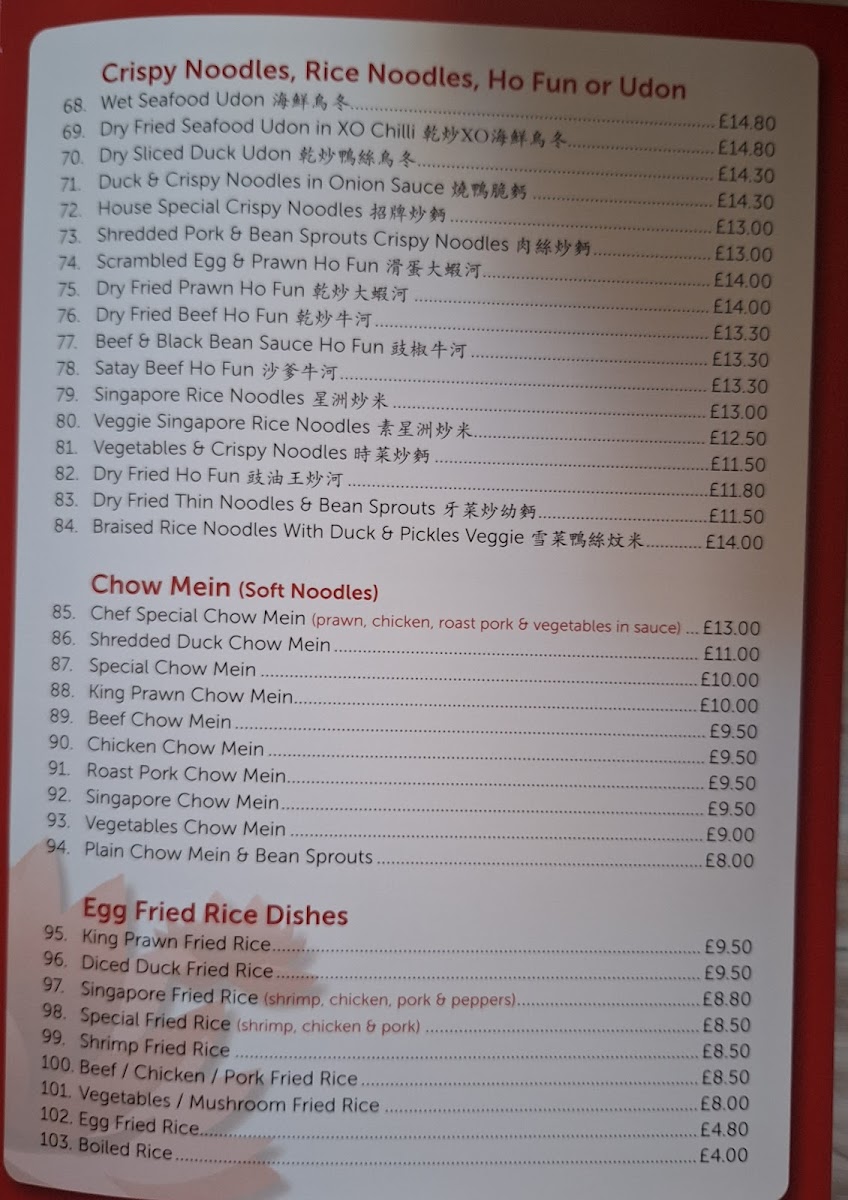 Crispy Noodles, Rice Noodles, Ho Fun or Udon
68. Wet Seafood Udon 海鮮烏冬 £14.80
69. Dry Fried Seafood Udon in XO Chilli 乾炒XO海鮮烏冬 £14.80
70. Dry Sliced Duck Udon 乾炒鴨絲烏冬 £14.30
71. Duck & Crispy Noodles in Onion Sauce 燒鴨脆麪 £14.30
72. House Special Crispy Noodles 招牌炒麪 £13.00
73. Shredded Pork & Bean Sprouts Crispy Noodles 肉絲炒麪 £13.00
74. Scrambled Egg & Prawn Ho Fun 滑蛋大蝦河 £14.00
75. Dry Fried Prawn Ho Fun 乾炒大蝦河 £14.00
76. Dry Fried Beef Ho Fun 乾炒牛河 £13.30
77. Beef & Black Bean Sauce Ho Fun 豉椒牛河 £13.30
78. Satay Beef Ho Fun 沙爹牛河 £13.30
79. Singapore Rice Noodles 星洲炒米 £13.00
80. Veggie Singapore Rice Noodles 素星洲炒米 £12.50
81. Vegetables & Crispy Noodles 時菜炒麪 £11.50
82. Dry Fried Ho Fun 豉油王炒河 £11.80
83. Dry Fried Thin Noodles & Bean Sprouts 牙菜炒幼麪 £11.50
84. Braised Rice Noodles With Duck & Pickles Veggie 雪菜鴨絲炆米 £14.00
Chow Mein (Soft Noodles)
85. Chef Special Chow Mein (prawn, chicken, roast pork & vegetables in sauce) £13.00
86. Shredded Duck Chow Mein £11.00
87. Special Chow Mein £10.00
88. King Prawn Chow Mein £10.00
89. Beef Chow Mein £9.50
90. Chicken Chow Mein £9.50
91. Roast Pork Chow Mein £9.50
92. Singapore Chow Mein £9.50
93. Vegetables Chow Mein £9.00
94. Plain Chow Mein & Bean Sprouts £8.00
Egg Fried Rice Dishes
95. King Prawn Fried Rice £9.50
96. Diced Duck Fried Rice £9.50
97. Singapore Fried Rice (shrimp, chicken, pork & peppers) £8.80
98. Special Fried Rice (shrimp, chicken & pork) £8.50
99. Shrimp Fried Rice £8.50
100. Beef / Chicken / Pork Fried Rice £8.50
101. Vegetables / Mushroom Fried Rice £8.00
102. Egg Fried Rice £4.80
103. Boiled Rice £4.00